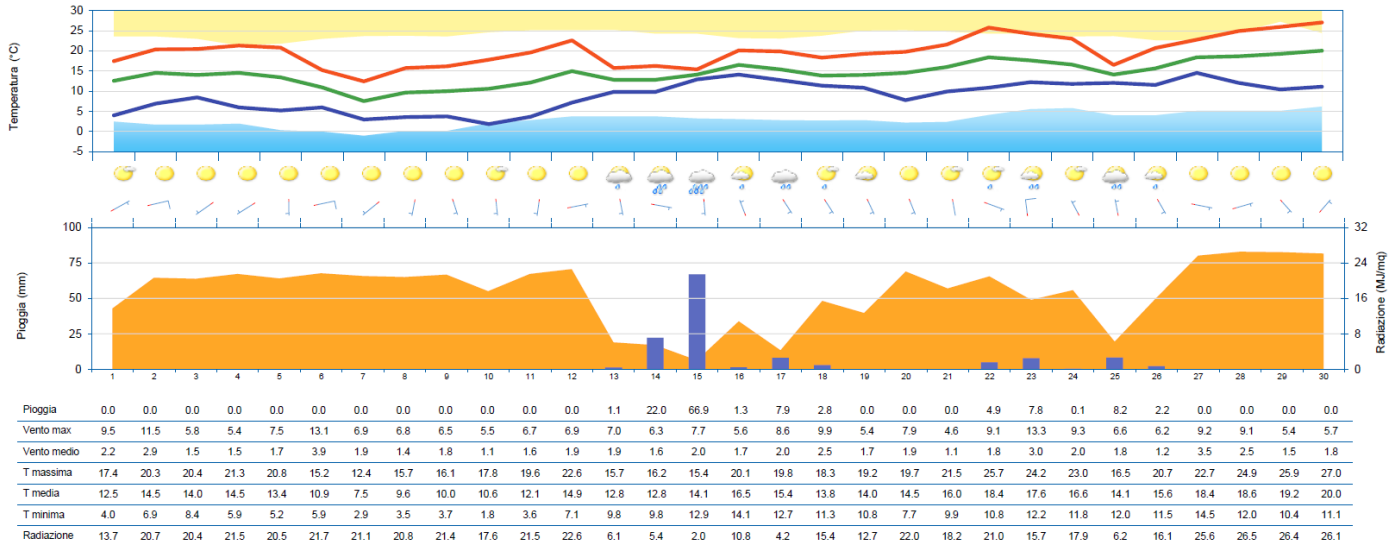 Temperatura (°C)
30
25
20
15
10
5
0
-5
Pioggia (mm)
100
75
50
25
0
Radiazione (MJ/mq)
32
24
16
8
0
1 2 3 4 5 6 7 8 9 10 11 12 13 14 15 16 17 18 19 20 21 22 23 24 25 26 27 28 29 30
Pioggia 0.0 0.0 0.0 0.0 0.0 0.0 0.0 0.0 0.0 0.0 0.0 0.0 1.1 22.0 66.9 1.3 7.9 2.8 0.0 0.0 0.0 4.9 7.8 0.1 8.2 2.2 0.0 0.0 0.0 0.0
Vento max 9.5 11.5 5.8 5.4 7.5 13.1 6.9 6.8 6.5 5.5 6.7 6.9 7.0 6.3 7.7 5.6 8.6 9.9 5.4 7.9 4.6 9.1 13.3 9.3 6.6 6.2 9.2 9.1 5.4 5.7
Vento medio 2.2 2.9 1.5 1.5 1.7 3.9 1.9 1.4 1.8 1.1 1.6 1.9 1.9 1.6 2.0 1.7 2.0 2.5 1.7 1.9 1.1 1.8 3.0 2.0 1.8 1.2 3.5 2.5 1.5 1.8
T massima 17.4 20.3 20.4 21.3 20.8 15.2 12.4 15.7 16.1 17.8 19.6 22.6 15.7 16.2 15.4 20.1 19.8 18.3 19.2 19.7 21.5 25.7 24.2 23.0 16.5 20.7 22.7 24.9 25.9 27.0
T media 12.5 14.5 14.0 14.5 13.4 10.9 7.5 9.6 10.0 10.6 12.1 14.9 12.8 12.8 14.1 16.5 15.4 13.8 14.0 14.5 16.0 18.4 17.6 16.6 14.1 15.6 18.4 18.6 19.2 20.0
T minima 4.0 6.9 8.4 5.9 5.2 5.9 2.9 3.5 3.7 1.8 3.6 7.1 9.8 9.8 12.9 14.1 12.7 11.3 10.8 7.7 9.9 10.8 12.2 11.8 12.0 11.5 14.5 12.0 10.4 11.1
Radiazione 13.7 20.7 20.4 21.5 20.5 21.7 21.1 20.8 21.4 17.6 21.5 22.6 6.1 5.4 2.0 10.8 4.2 15.4 12.7 22.0 18.2 21.0 15.7 17.9 6.2 16.1 25.6 26.5 26.4 26.1